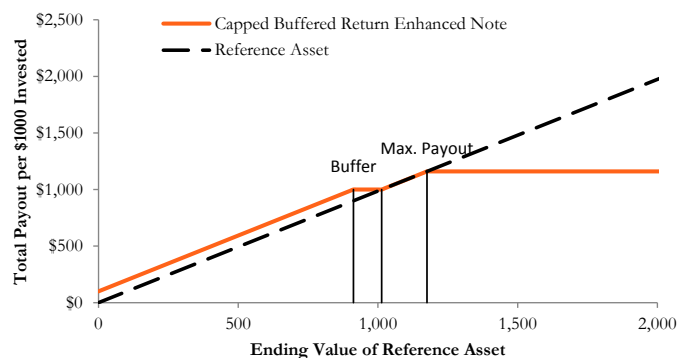 $2,500
Capped Buffered Return Enhanced Note
Reference Asset
$2,000
$1,500
Max. Payout
Buffer
$1,000
$500
$0
0
500
1,000
1,500
2,000
Total Payout per $1000 Invested
Ending Value of Reference Asset